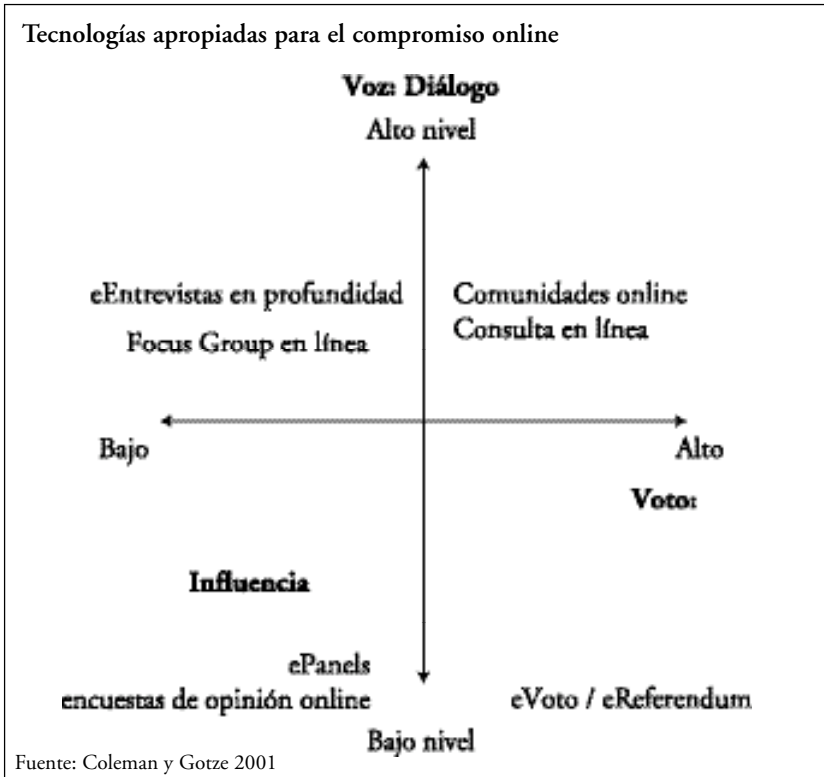 Tecnologías apropiadas para el compromiso online
Voz: Diálogo
Alto nivel
eEntrevistas en profundidad
Focus Group en línea
Comunidades online
Consulta en línea
Bajo
Alto
Voto:
Influencia
ePanels
encuestas de opinión online
eVoto / eReferendum
Bajo nivel
Fuente: Coleman y Gotze 2001